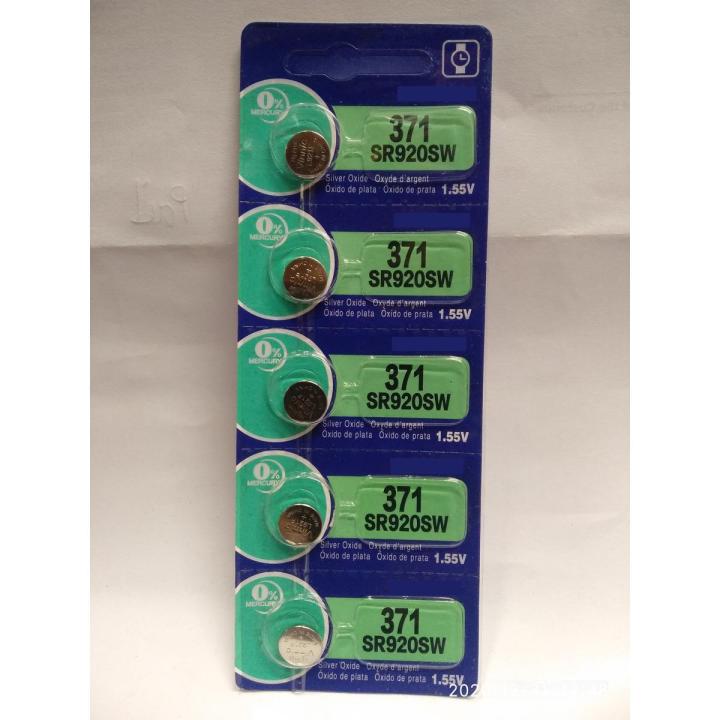 0%
MERCURY
371
SR920SW
Silver Oxide Oxyde d'argent
Óxido de plata Óxido de prata 1.55V
Vinnic
L920
0%
MERCURY
371
SR920SW
Silver Oxide Oxyde d'argent
Óxido de plata Óxido de prata 1.55V
0%
MERCURY
371
SR920SW
Silver Oxide Oxyde d'argent
Óxido de plata Óxido de prata 1.55V
0%
MERCURY
371
SR920SW
Silver Oxide Oxyde d'argent
Óxido de plata Óxido de prata 1.55V
0%
MERCURY
371
SR920SW
Silver Oxide Oxyde d'argent
Óxido de plata Óxido de prata 1.55V